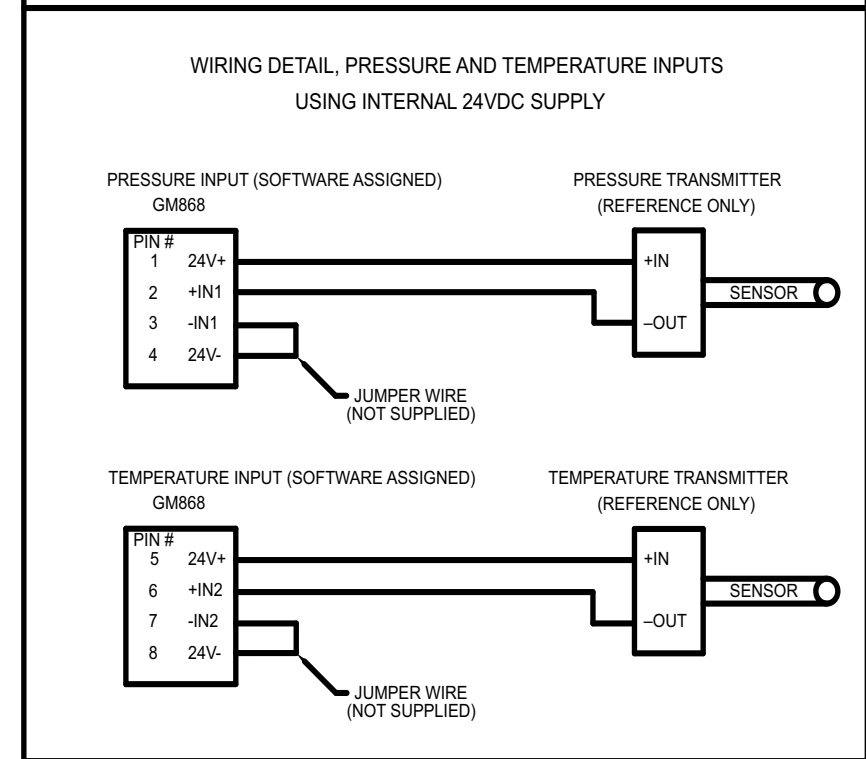 WIRING DETAIL, PRESSURE AND TEMPERATURE INPUTS
USING INTERNAL 24VDC SUPPLY
PRESSURE INPUT (SOFTWARE ASSIGNED)
GM868
PIN #
1 24V+
2 +IN1
3 -IN1
4 24V-
JUMPER WIRE
(NOT SUPPLIED)
PRESSURE TRANSMITTER
(REFERENCE ONLY)
+IN
–OUT
SENSOR
TEMPERATURE INPUT (SOFTWARE ASSIGNED)
GM868
PIN #
5 24V+
6 +IN2
7 -IN2
8 24V-
JUMPER WIRE
(NOT SUPPLIED)
TEMPERATURE TRANSMITTER
(REFERENCE ONLY)
+IN
–OUT
SENSOR